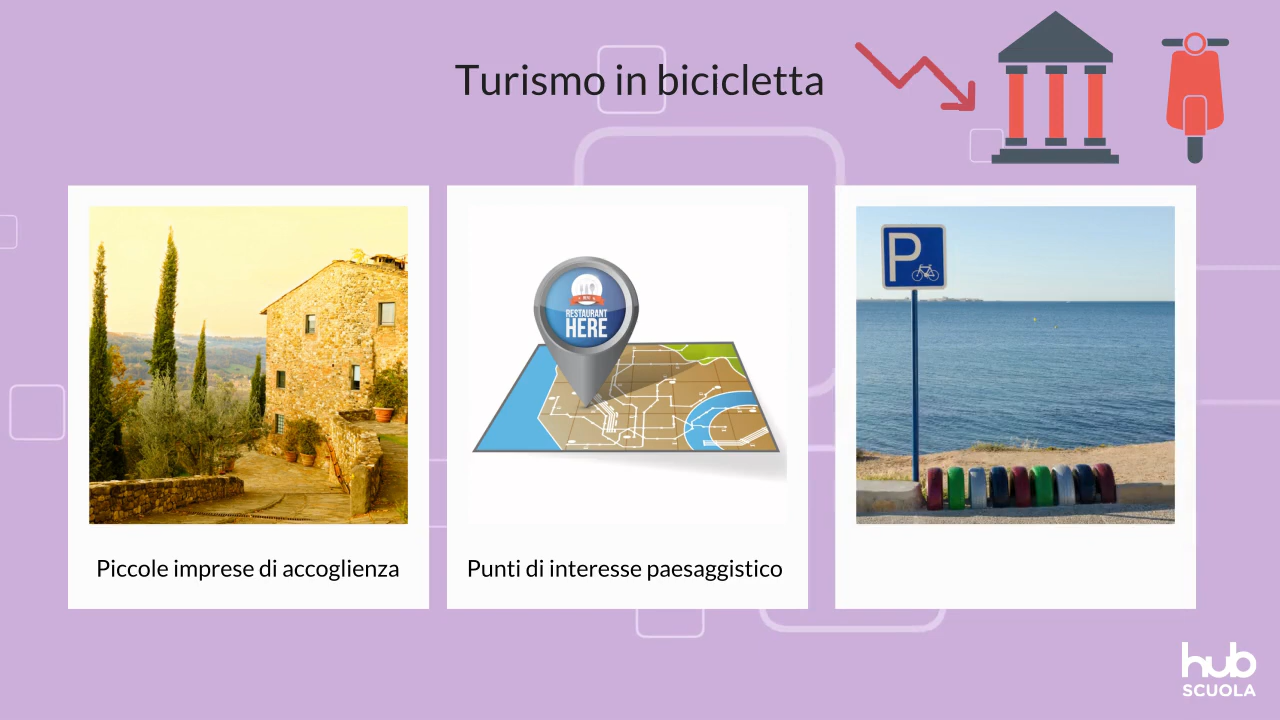 Turismo in bicicletta
RESTAURANT
HERE
P
Piccole imprese di accoglienza
Punti di interesse paesaggistico
hub
SCUOLA